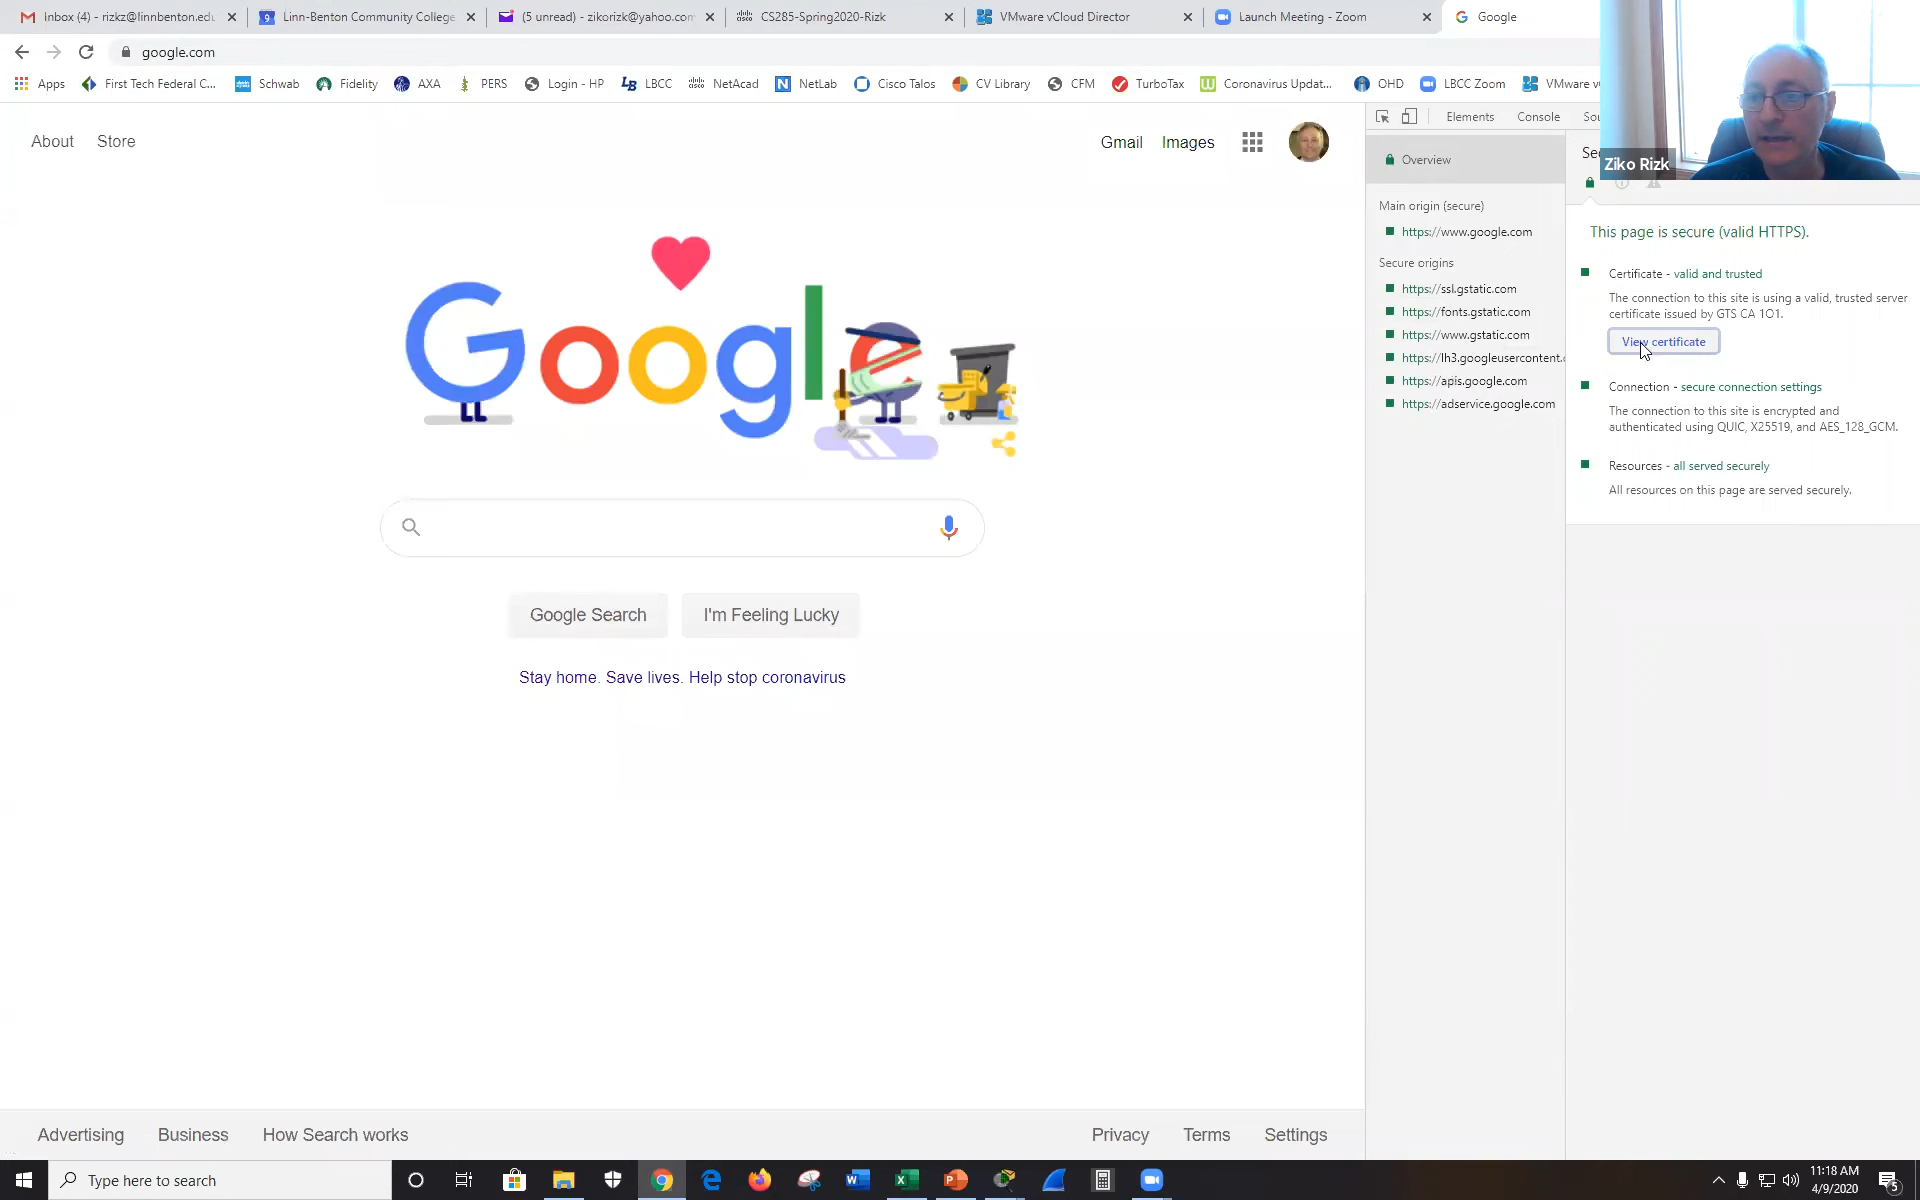 Inbox (4) - rizkz@linnbenton.edu
Linn-Benton Community College
(5 unread) - zikorizk@yahoo.com
CS285-Spring2020-Rizk
VMware vCloud Director
Launch Meeting - Zoom
Google
google.com
Apps
First Tech Federal C...
Schwab
Fidelity
AXA
PERS
Login - HP
LBCC
NetAcad
NetLab
Cisco Talos
CV Library
CFM
TurboTax
Coronavirus Updat...
OHD
LBCC Zoom
VMware v
About
Store
Gmail
Images
Elements
Console
Sou
Overview
Sec
Ziko Rizk
Main origin (secure)
https://www.google.com
Secure origins
https://ssl.gstatic.com
https://fonts.gstatic.com
https://www.gstatic.com
https://lh3.googleusercontent.c
https://apis.google.com
https://adservice.google.com
This page is secure (valid HTTPS).
Certificate - valid and trusted
The connection to this site is using a valid, trusted server
certificate issued by GTS CA 1O1.
View certificate
Connection - secure connection settings
The connection to this site is encrypted and
authenticated using QUIC, X25519, and AES_128_GCM.
Resources - all served securely
All resources on this page are served securely.
Google
Google Search
I'm Feeling Lucky
Stay home. Save lives. Help stop coronavirus
Advertising
Business
How Search works
Privacy
Terms
Settings
Type here to search
11:18 AM
4/9/2020
5